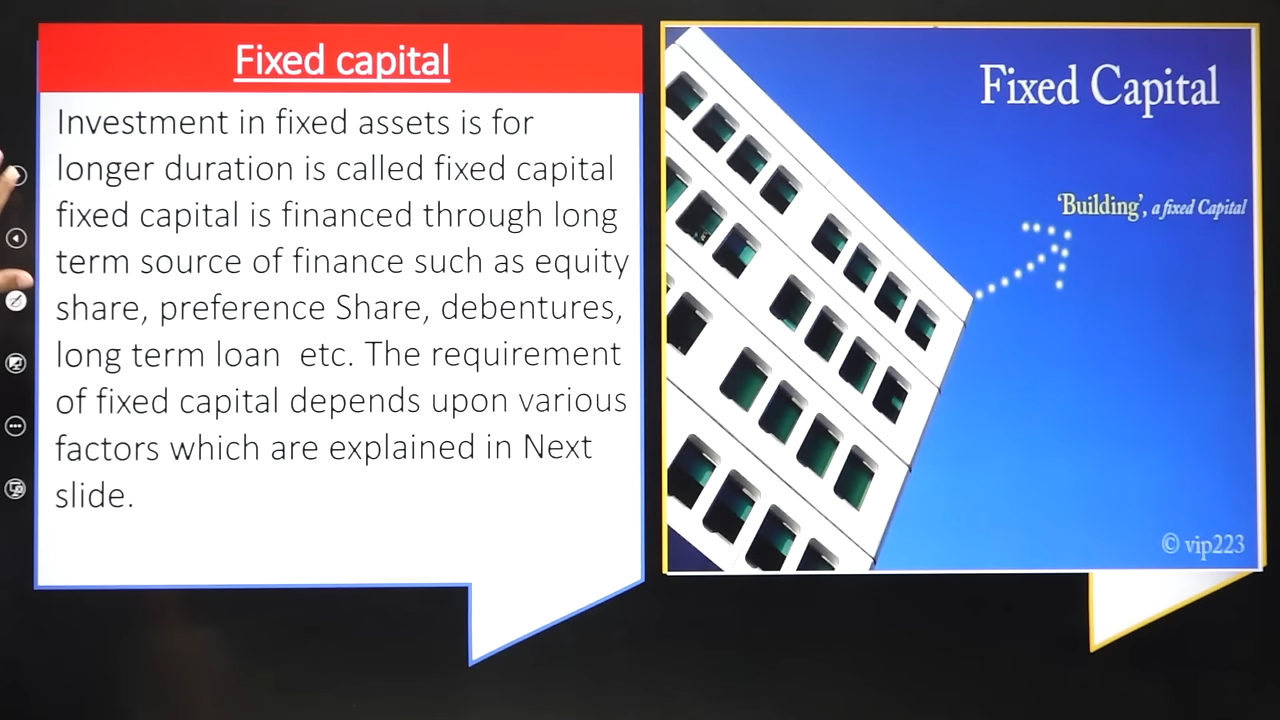 Fixed capital
Investment in fixed assets is for
longer duration is called fixed capital
fixed capital is financed through long
term source of finance such as equity
share, preference Share, debentures,
long term loan etc. The requirement
of fixed capital depends upon various
factors which are explained in Next
slide.
Fixed Capital
‘Building’, a fixed Capital
© vip223